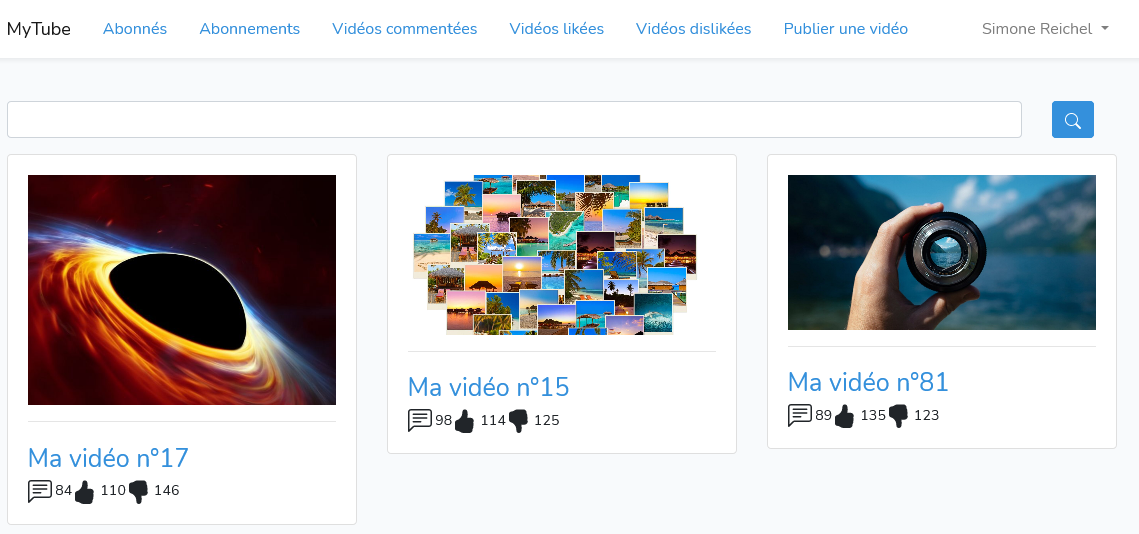 MyTube Abonnés Abonnements Vidéos commentées Vidéos likées Vidéos dislikées Publier une vidéo Simone Reichel
Ma vidéo n°17
84 110 146
Ma vidéo n°15
98 114 125
Ma vidéo n°81
89 135 123